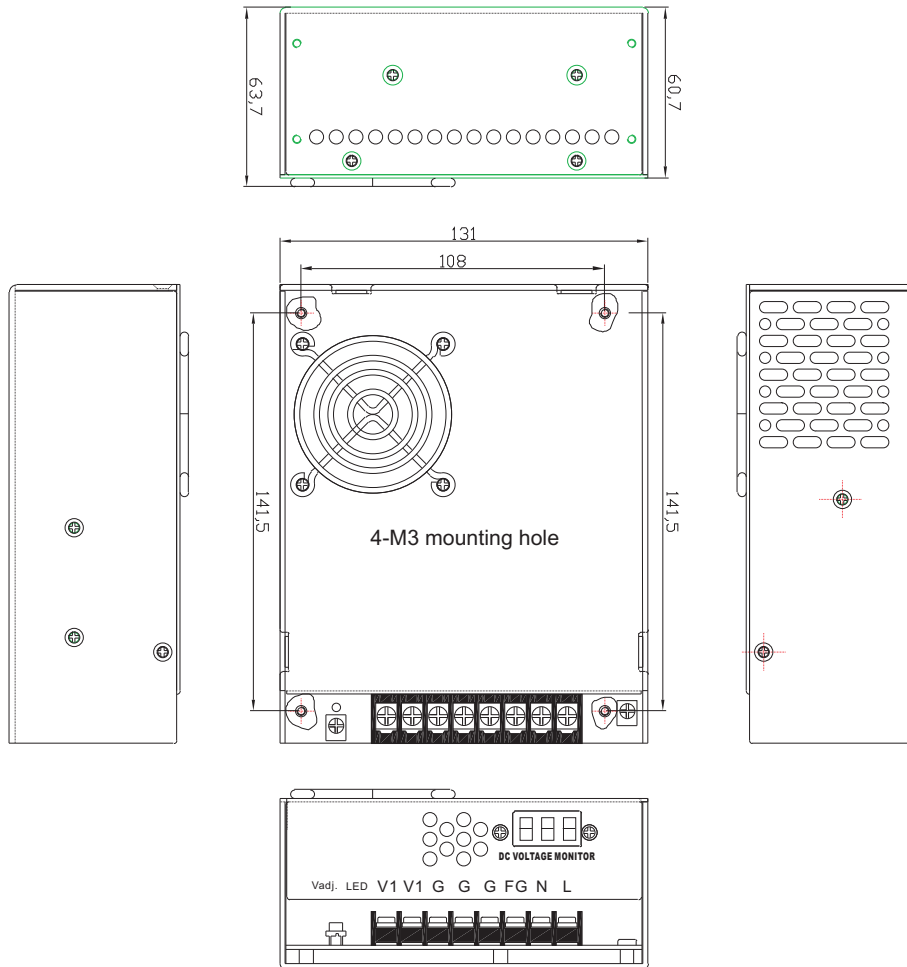 63,7
60,7
131
108
141,5
141,5
4-M3 mounting hole
DC VOLTAGE MONITOR
Vadj. LED V1 V1 G G G FG N L